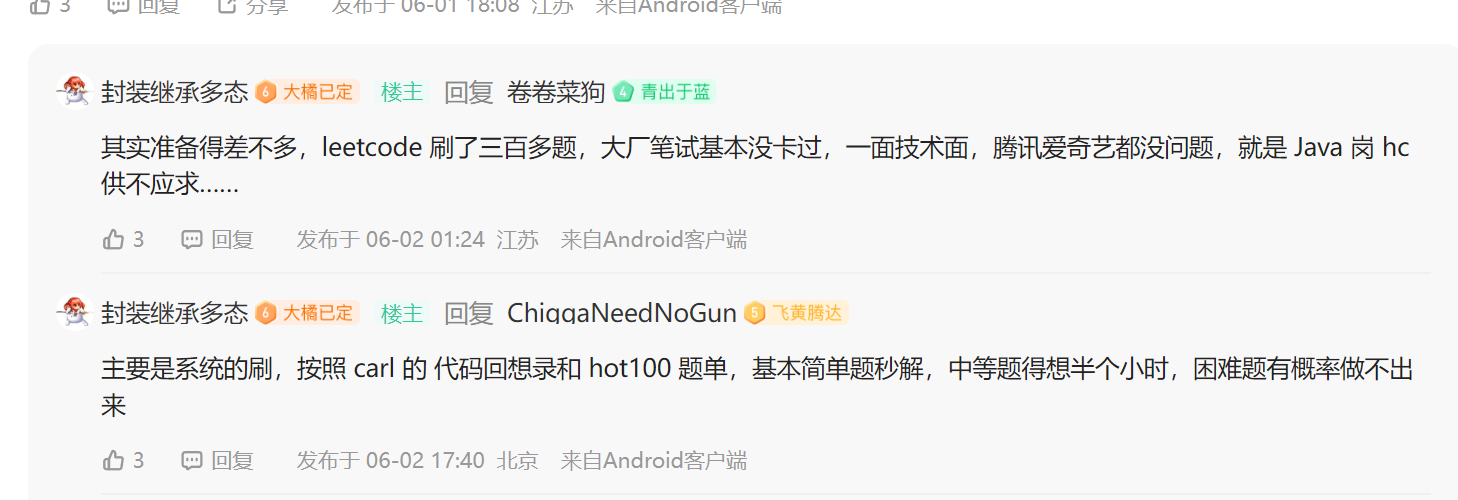 3 回复 分享 发布于 06-01 18:08 江苏 来自Android客户端
封装继承多态 6 大橘已定 楼主 回复 卷卷菜狗 4 青出于蓝
其实准备得差不多，leetcode 刷了三百多题，大厂笔试基本没卡过，一面技术面，腾讯爱奇艺都没问题，就是 Java 岗 hc
供不应求……
3 回复 发布于 06-02 01:24 江苏 来自Android客户端
封装继承多态 6 大橘已定 楼主 回复 ChiggaNeedNoGun 5 飞黄腾达
主要是系统的刷，按照 carl 的 代码回想录和 hot100 题单，基本简单题秒解，中等题得想半个小时，困难题有概率做不出
来
3 回复 发布于 06-02 17:40 北京 来自Android客户端